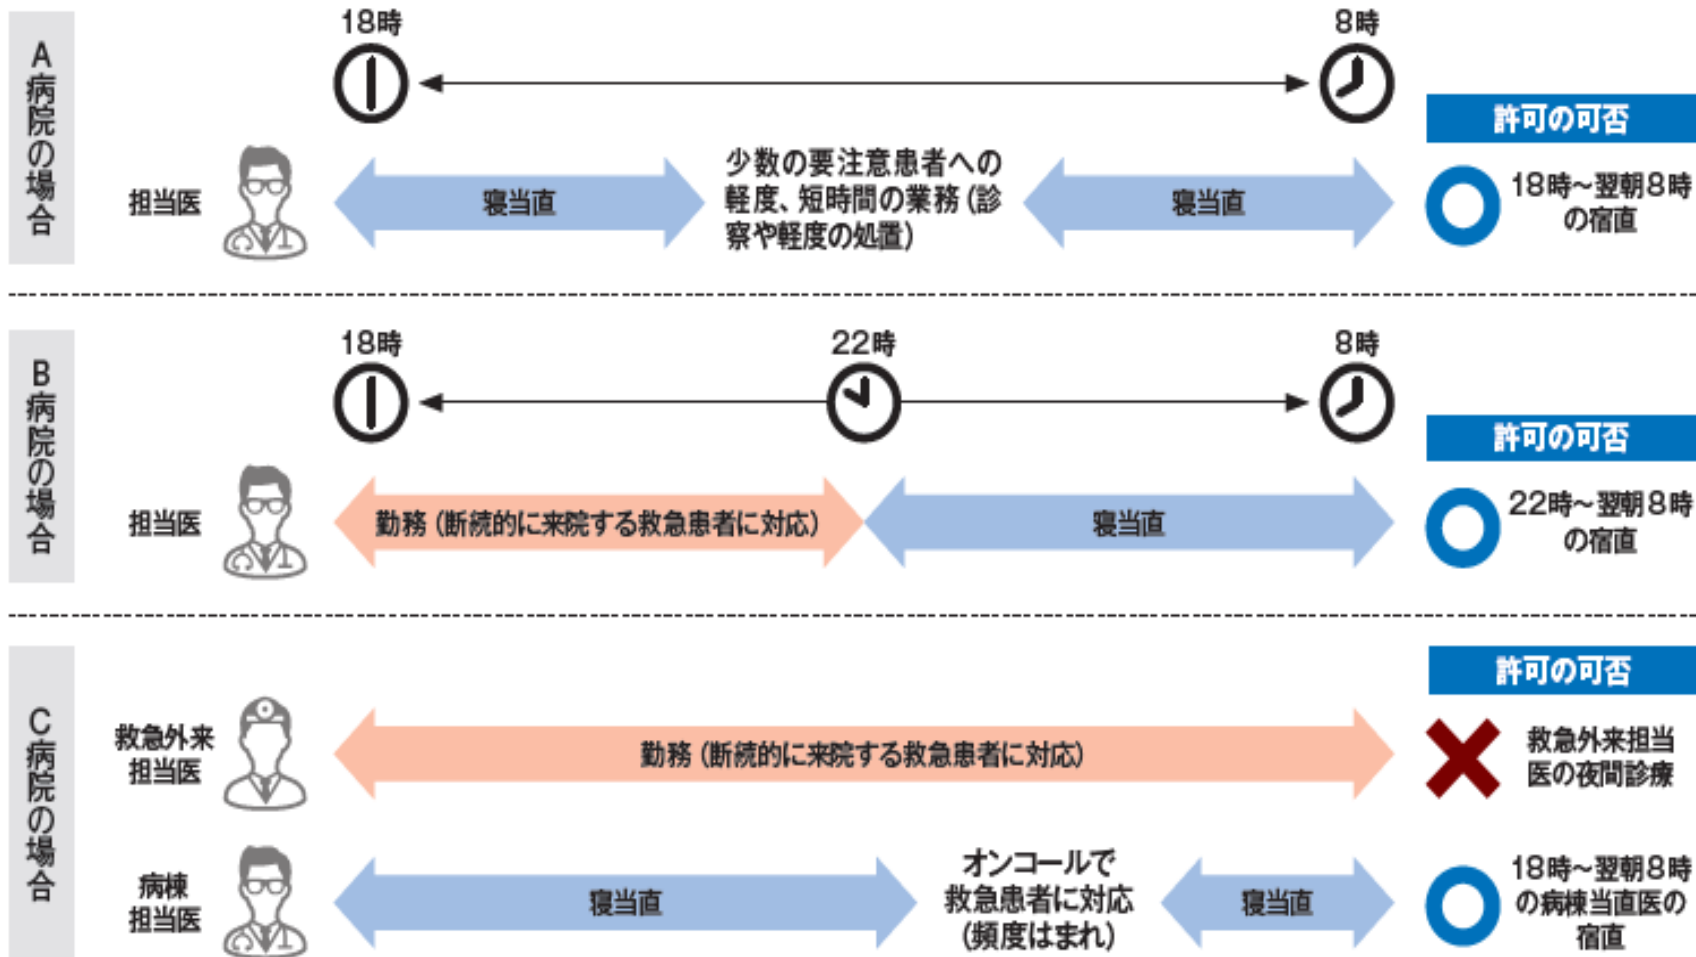 A病院の場合
18時
8時
許可の可否
担当医
寝当直
少数の要注意患者への
軽度、短時間の業務（診
察や軽度の処置）
寝当直
18時～翌朝8時
の宿直
B病院の場合
18時
22時
8時
許可の可否
担当医
勤務（断続的に来院する救急患者に対応）
寝当直
22時～翌朝8時
の宿直
C病院の場合
許可の可否
救急外来
担当医
勤務（断続的に来院する救急患者に対応）
救急外来担当
医の夜間診療
病棟
担当医
寝当直
オンコールで
救急患者に対応
（頻度はまれ）
寝当直
18時～翌朝8時
の病棟当直医の
宿直